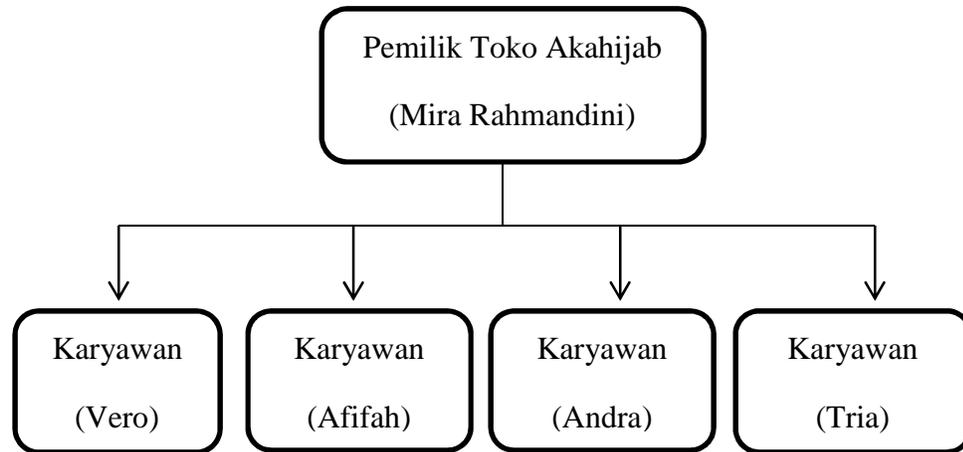 Pemilik Toko Akahijab
(Mira Rahmandini)
Karyawan
(Vero)
Karyawan
(Afifah)
Karyawan
(Andra)
Karyawan
(Tria)